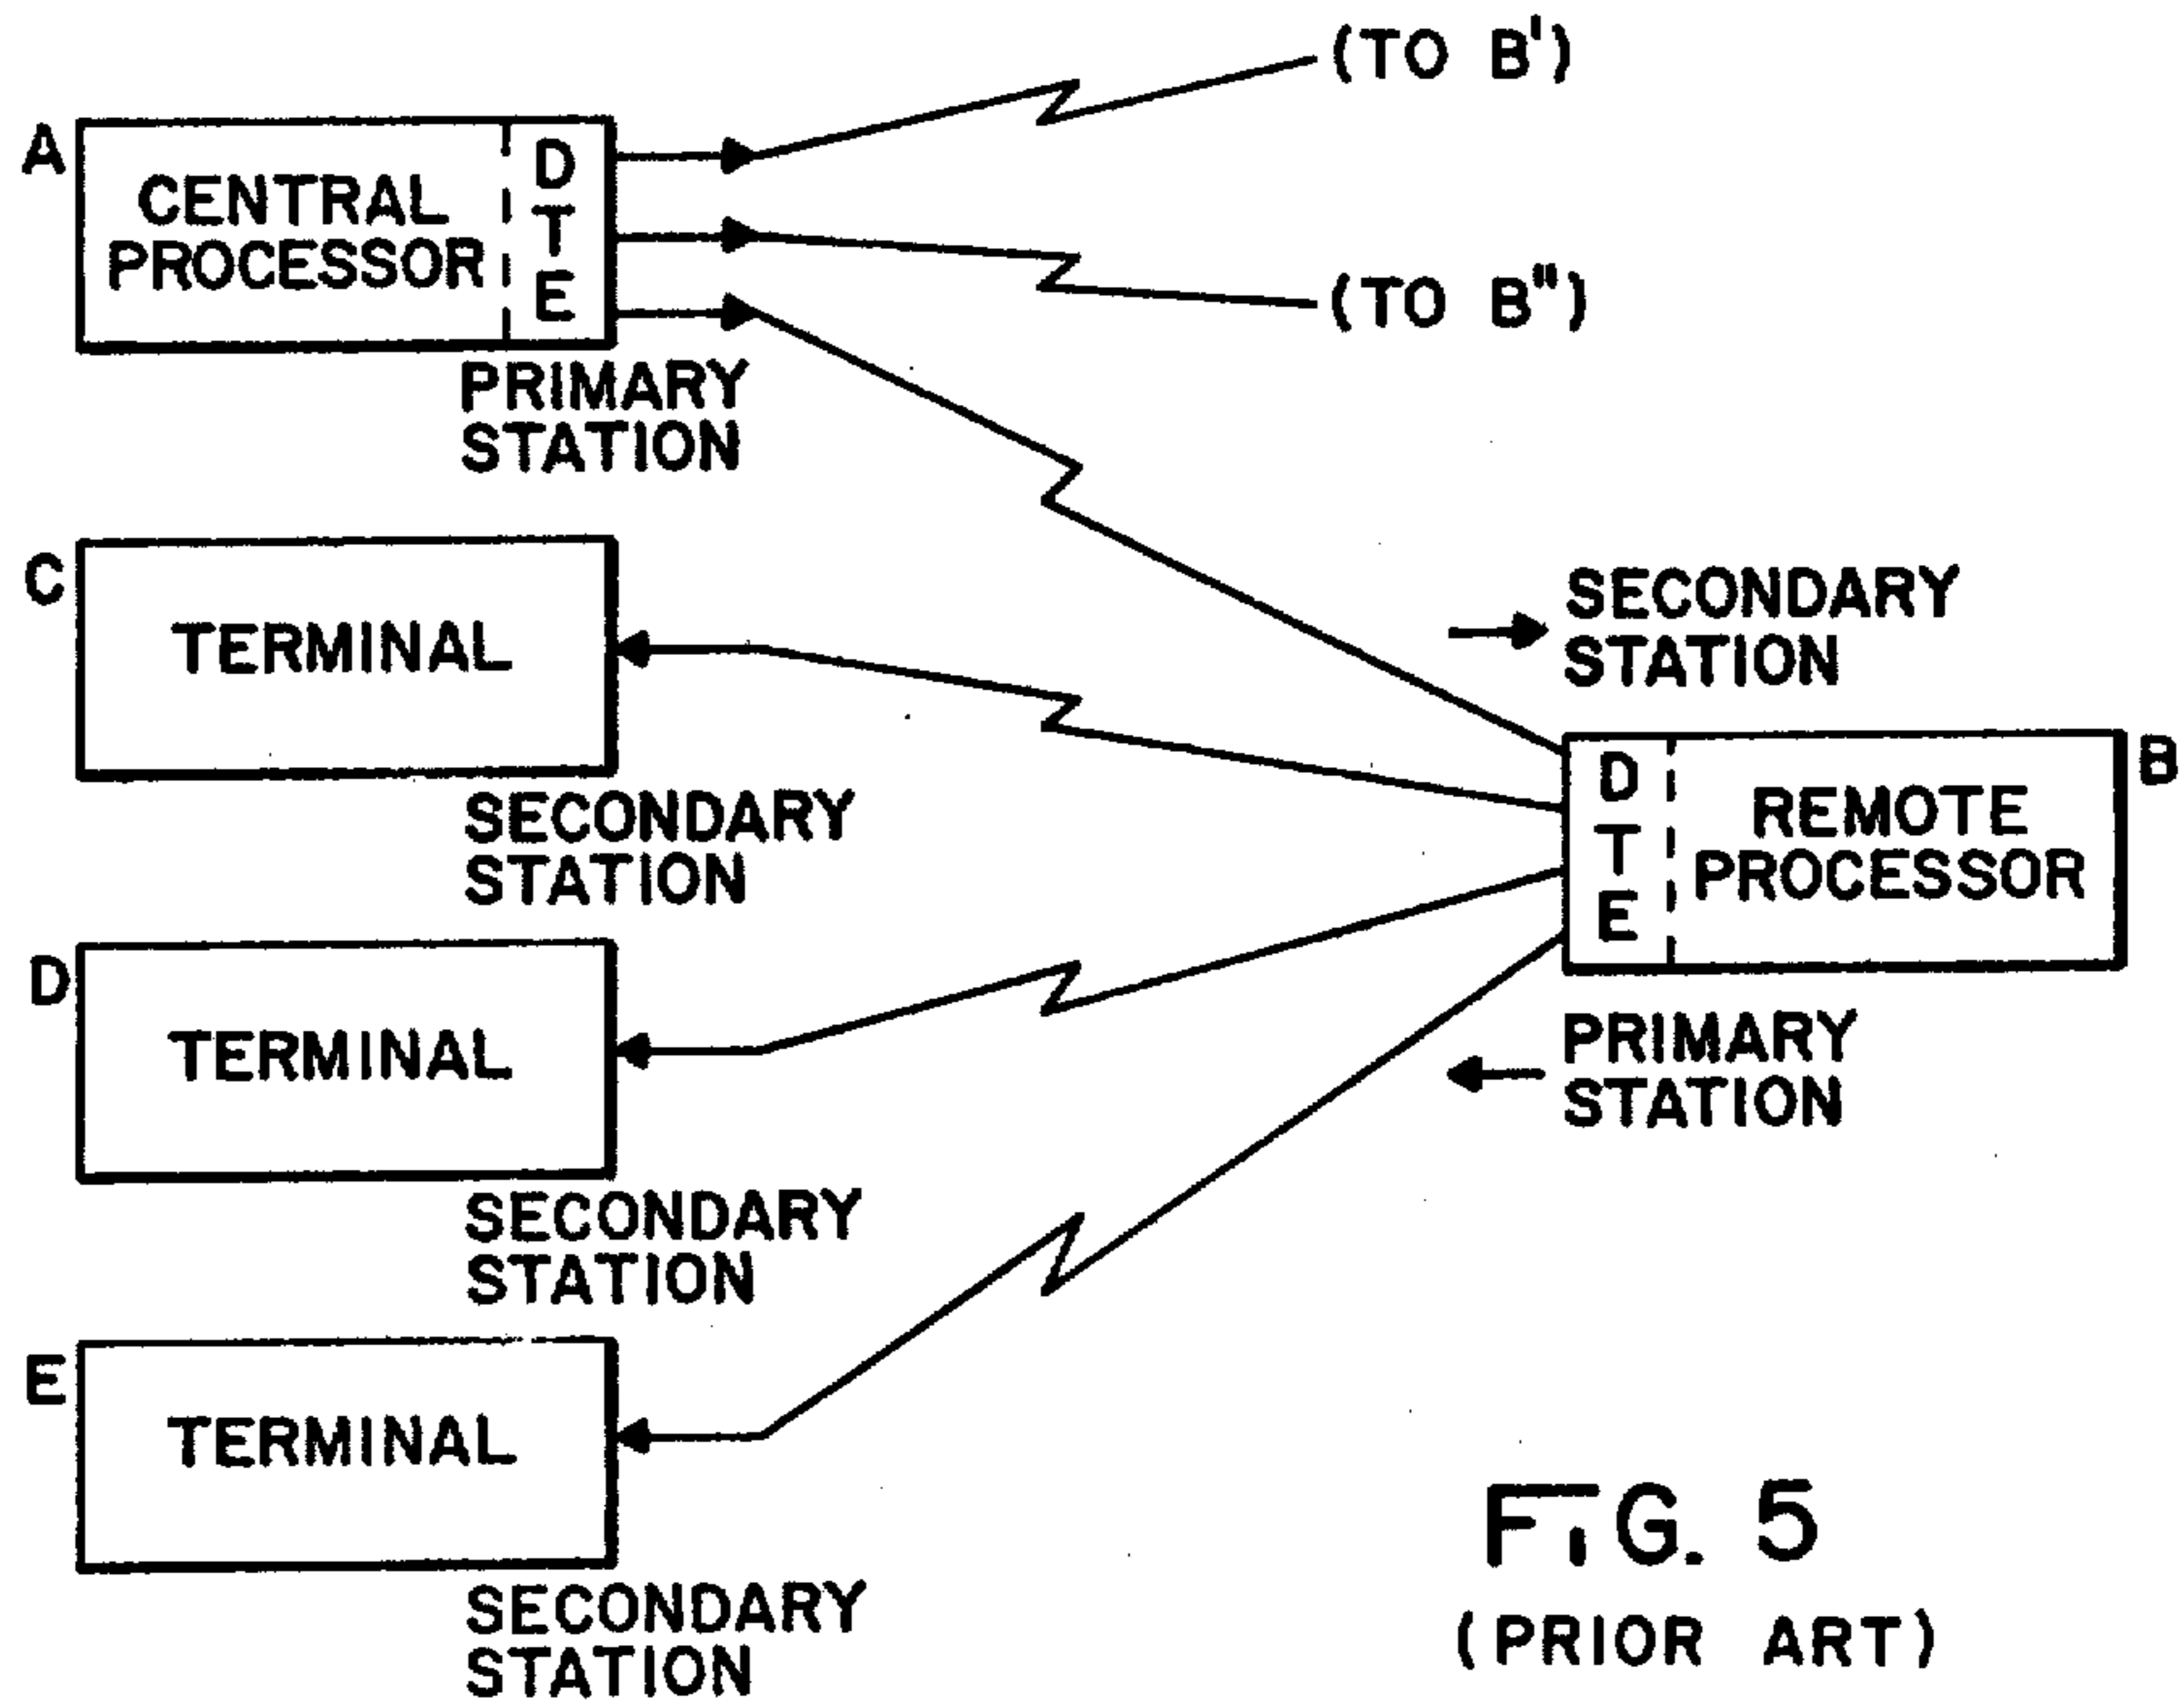 (TO B')
A
CENTRAL
PROCESSOR
D
T
E
(TO B")
PRIMARY
STATION
C
TERMINAL
SECONDARY
STATION
SECONDARY
STATION
D
T
E
REMOTE
PROCESSOR
B
PRIMARY
STATION
D
TERMINAL
SECONDARY
STATION
E
TERMINAL
SECONDARY
STATION
FIG. 5
(PRIOR ART)